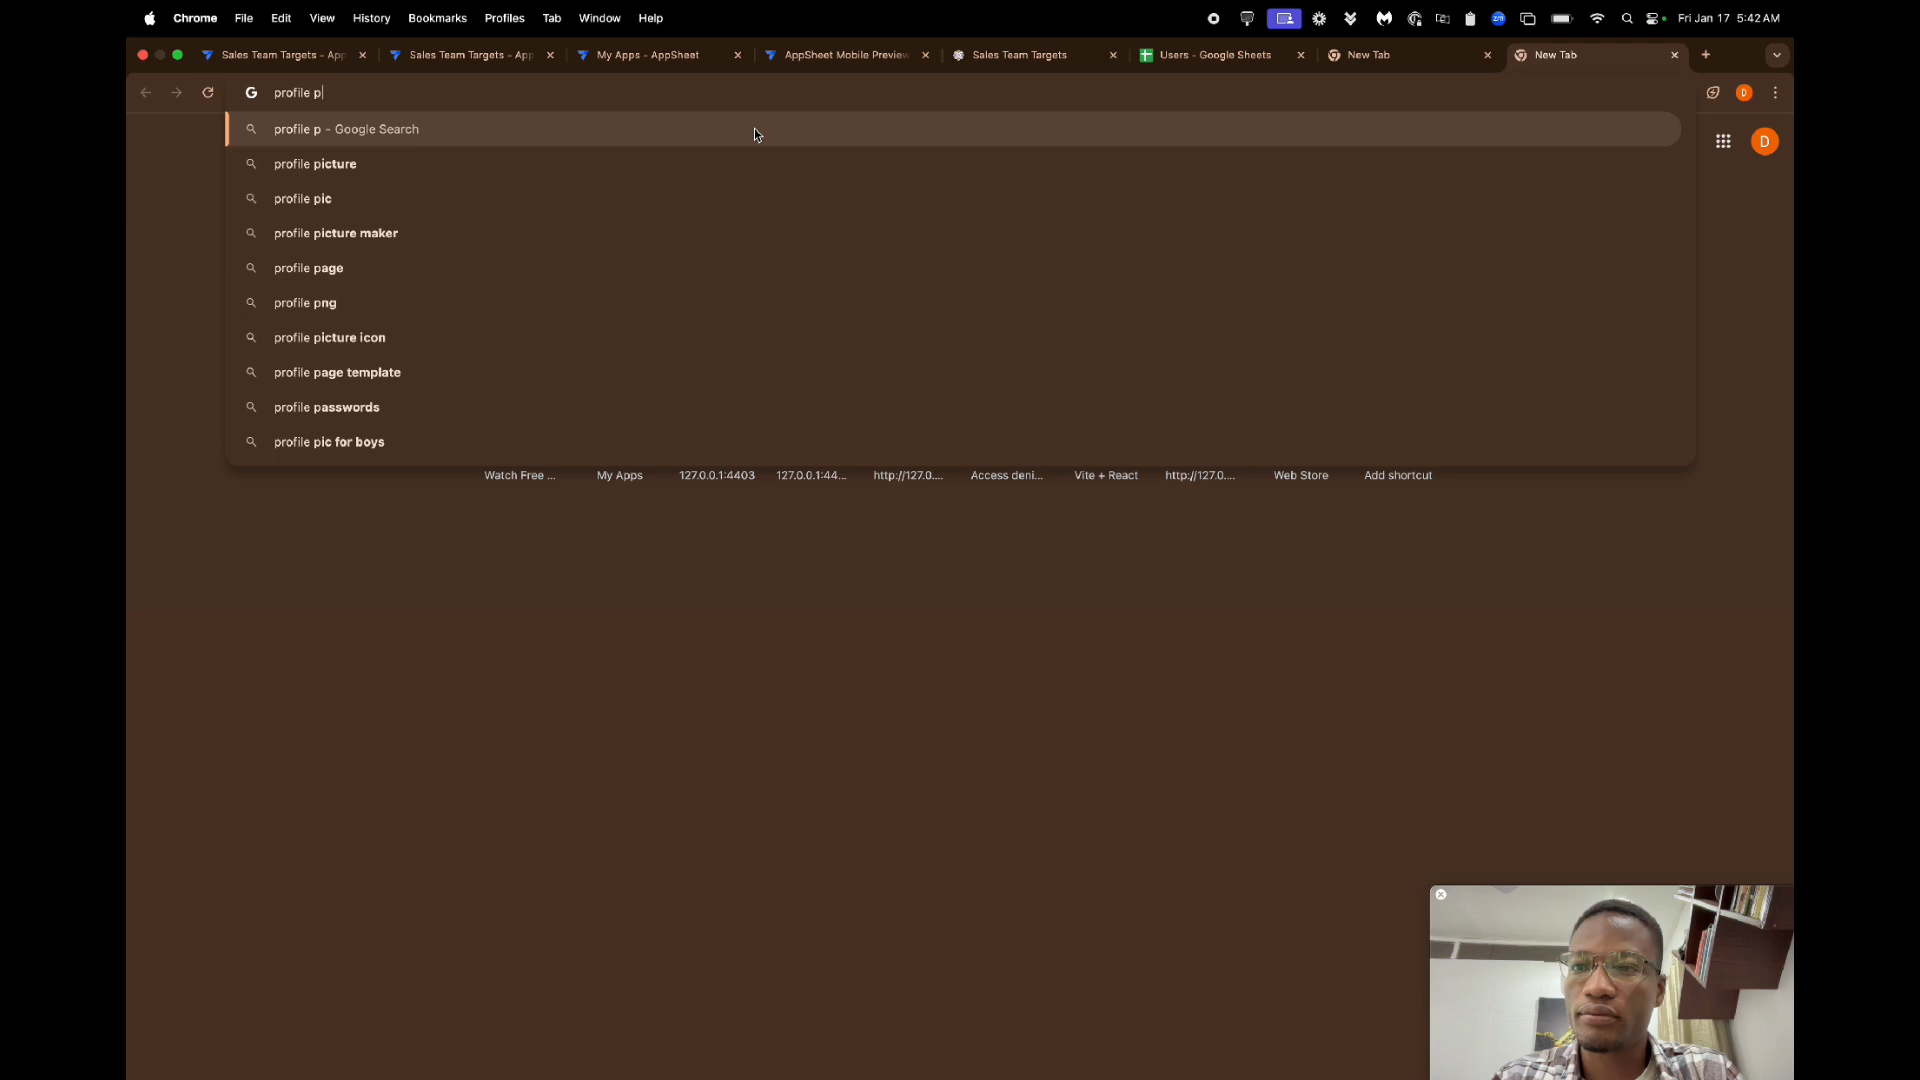 Chrome File Edit View History Bookmarks Profiles Tab Window Help zm Fri Jan 17 5:42 AM
Sales Team Targets - App Sales Team Targets - App My Apps - AppSheet AppSheet Mobile Preview Sales Team Targets Users - Google Sheets New Tab New Tab
G profile p D
profile p - Google Search
D
profile picture
profile pic
profile picture maker
profile page
profile png
profile picture icon
profile page template
profile passwords
profile pic for boys
Watch Free ... My Apps 127.0.0.1:4403 127.0.0.1:44... http://127.0.... Access deni... Vite + React http://127.0.... Web Store Add shortcut